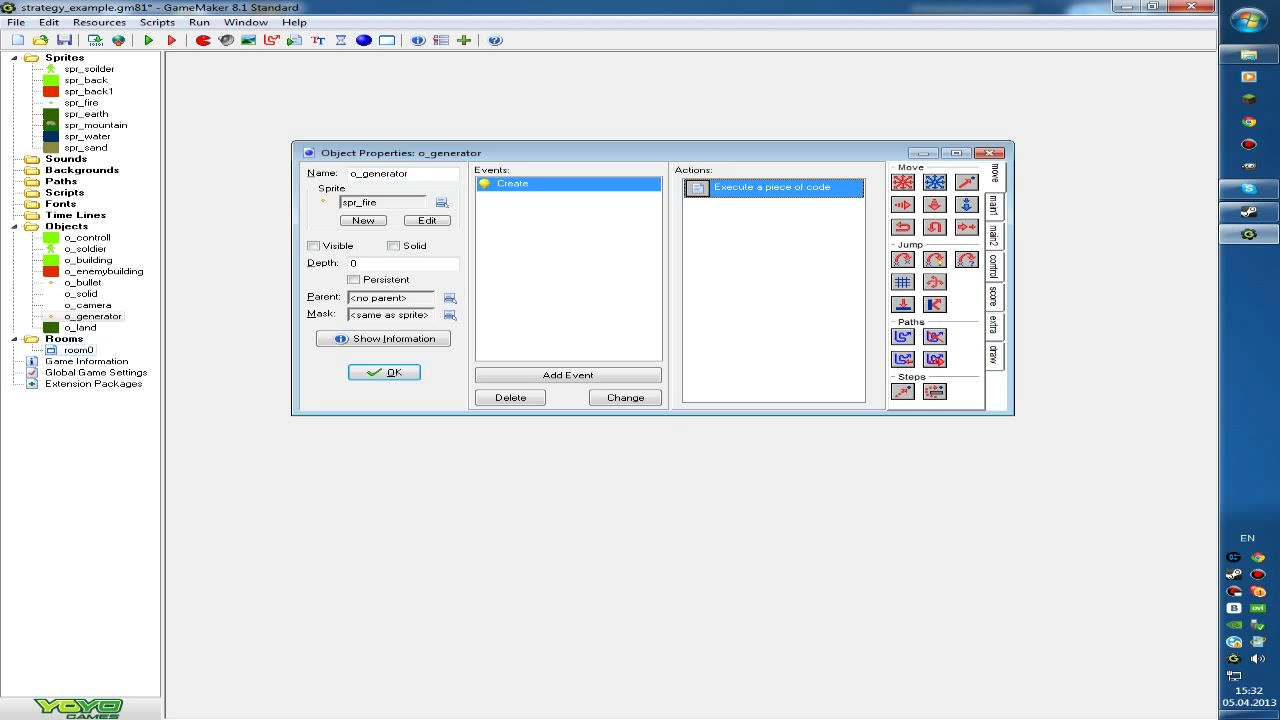 strategy_example.gm81* - GameMaker 8.1 Standard
File Edit Resources Scripts Run Window Help
Sprites
spr_soilder
spr_back
spr_back1
spr_fire
spr_earth
spr_mountain
spr_water
spr_sand
Sounds
Backgrounds
Paths
Scripts
Fonts
Time Lines
Objects
o_controll
o_soldier
o_building
o_enemybuilding
o_bullet
o_solid
o_camera
o_generator
o_land
Rooms
room0
Game Information
Global Game Settings
Extension Packages
YOYO
GAMES
Object Properties: o_generator
Name: o_generator
Sprite
spr_fire
New Edit
Visible Solid
Depth: 0
Persistent
Parent: <no parent>
Mask: <same as sprite>
Show Information
OK
Events:
Create
Add Event
Delete Change
Actions:
Execute a piece of code
Move
Jump
Paths
Steps
move
main1
main2
control
score
extra
draw
EN
15:32
05.04.2013